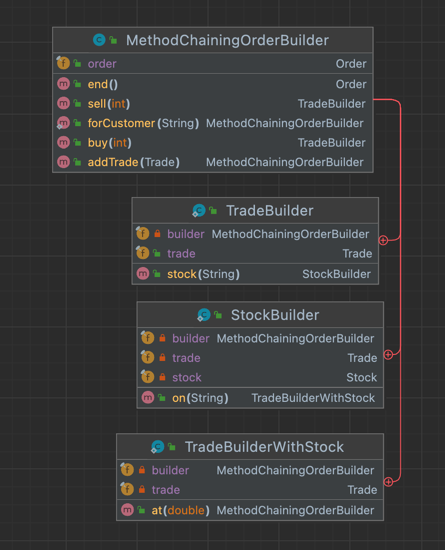 MethodChainingOrderBuilder
order Order
end() Order
sell(int) TradeBuilder
forCustomer(String) MethodChainingOrderBuilder
buy(int) TradeBuilder
addTrade(Trade) MethodChainingOrderBuilder
TradeBuilder
builder MethodChainingOrderBuilder
trade Trade
stock(String) StockBuilder
StockBuilder
builder MethodChainingOrderBuilder
trade Trade
stock Stock
on(String) TradeBuilderWithStock
TradeBuilderWithStock
builder MethodChainingOrderBuilder
trade Trade
at(double) MethodChainingOrderBuilder